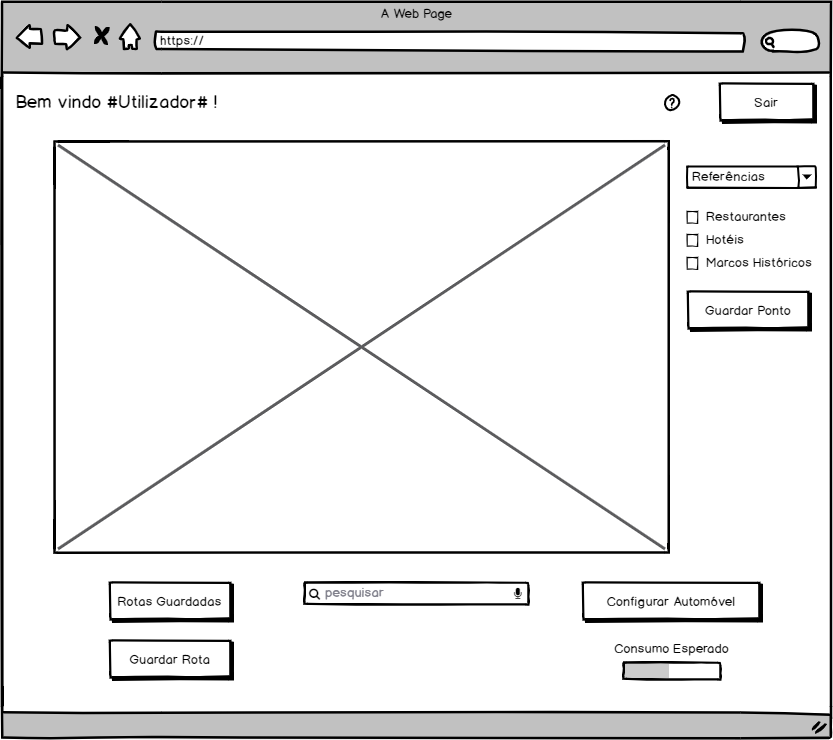 A Web Page
https://
Bem vindo #Utilizador# !
?
Sair
Referências
Restaurantes
Hotéis
Marcos Históricos
Guardar Ponto
Rotas Guardadas
pesquisar
Configurar Automóvel
Guardar Rota
Consumo Esperado